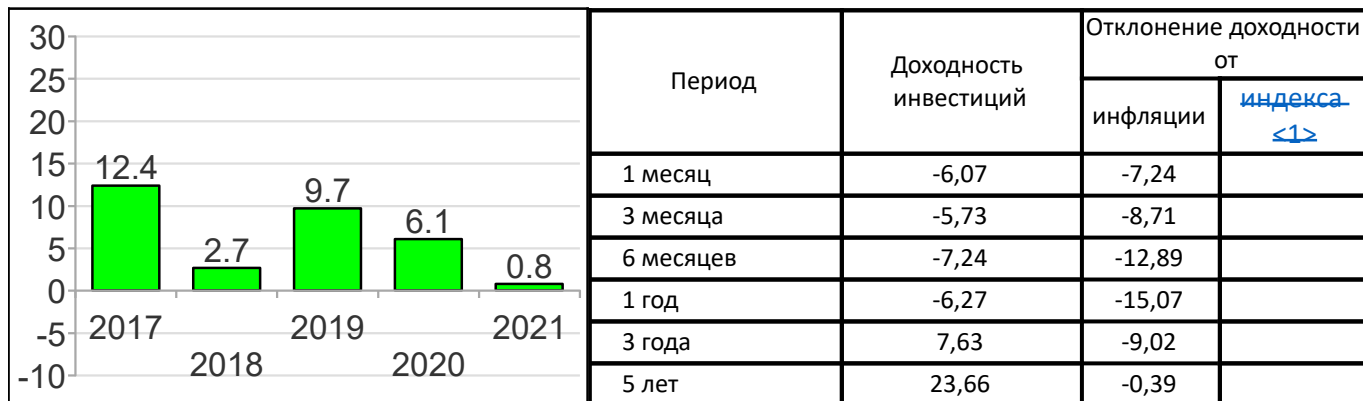 30
25
20
15
10
5
0
-5
-10
12.4
2.7
9.7
6.1
0.8
2017
2018
2019
2020
2021
Период
Доходность
инвестиций
Отклонение доходности
от
инфляции
индекса
<1>
1 месяц -6,07 -7,24
3 месяца -5,73 -8,71
6 месяцев -7,24 -12,89
1 год -6,27 -15,07
3 года 7,63 -9,02
5 лет 23,66 -0,39